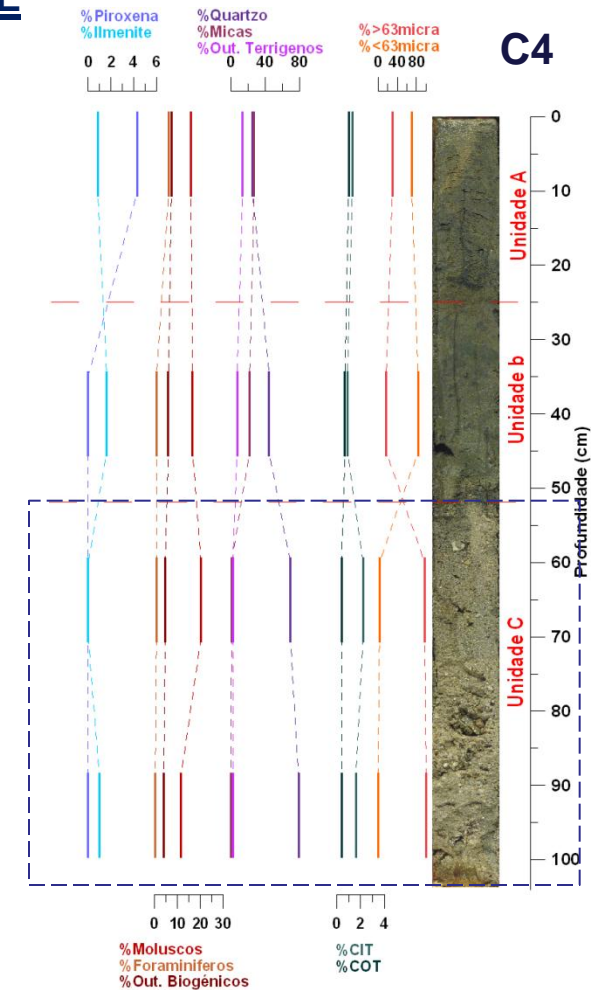 E
%Piroxena
%Ilmenite
0 2 4 6
%Quartzo
%Micas
%Out. Terrigenos
0 40 80
%>63micra
%<63micra
0 40 80
C4
0
10
20
30
40
50
60
70
80
90
100
Unidade A
Unidade b
Unidade C
Profundidade (cm)
0 10 20 30
%Moluscos
%Foraminiferos
%Out. Biogénicos
0 2 4
%CIT
%COT